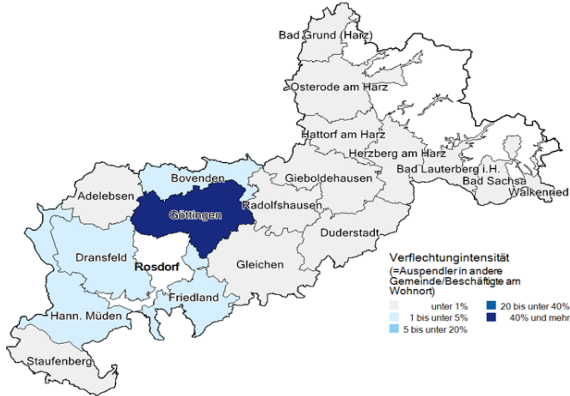 Bad Grund (Harz)
Osterode am Harz
Hattorf am Harz
Herzberg am Harz
Bad Lauterberg i.H.
Bad Sachsa
Walkenried
Bovenden
Gieboldehausen
Adelebsen
Göttingen
Radolfshausen
Duderstadt
Dransfeld
Rosdorf
Gleichen
Friedland
Hann. Müden
Staufenberg
Verflechtungintensität
(=Auspendler in andere
Gemeinde/Beschäftigte am
Wohnort)
unter 1%
1 bis unter 5%
5 bis unter 20%
20 bis unter 40%
40% und mehr